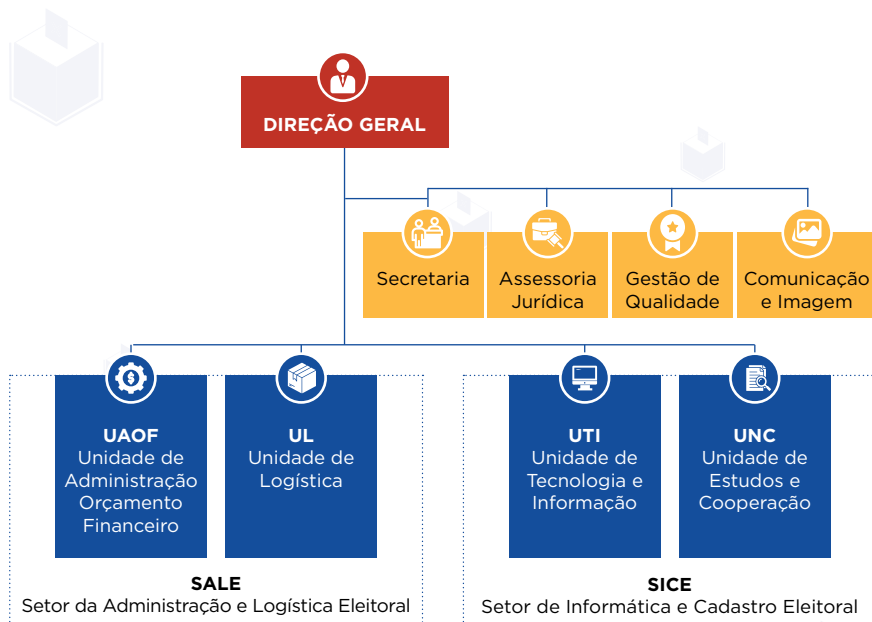 DIREÇÃO GERAL
Secretaria
Assessoria
Jurídica
Gestão de
Qualidade
Comunicação
e Imagem
UAOF
Unidade de
Administração
Orçamento
Financeiro
UL
Unidade de
Logística
UTI
Unidade de
Tecnologia e
Informação
UNC
Unidade de
Estudos e
Cooperação
SALE
Setor da Administração e Logística Eleitoral
SICE
Setor de Informática e Cadastro Eleitoral